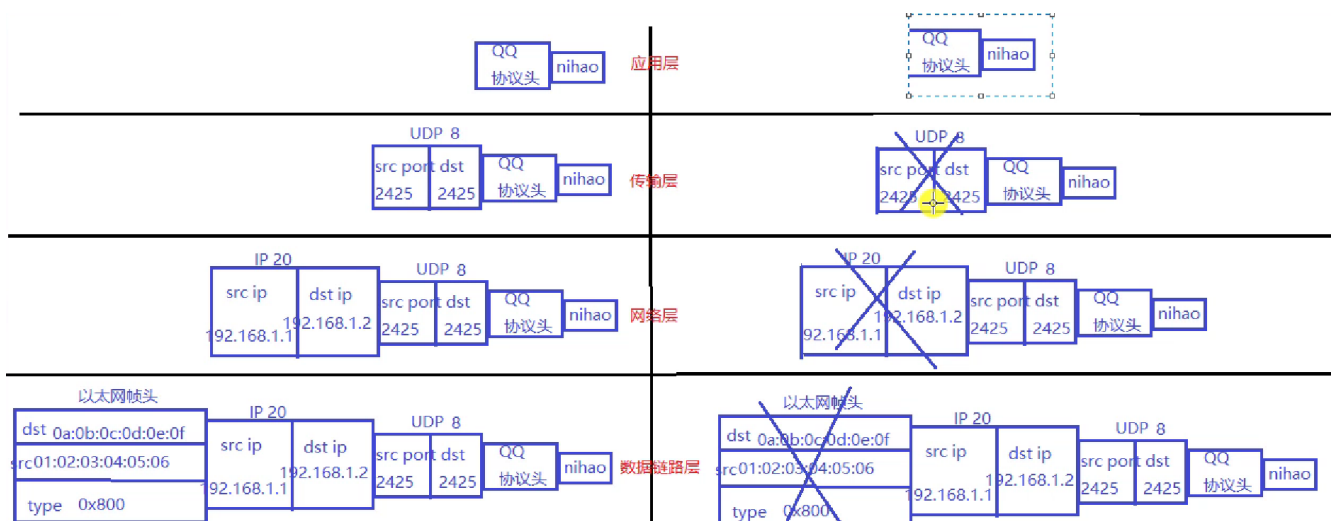 QQ
协议头
nihao
应用层
QQ
协议头
nihao
UDP 8
src port dst
2425 2425
QQ
协议头
nihao
传输层
UDP 8
src port dst
2425 2425
QQ
协议头
nihao
IP 20
src ip
dst ip
192.168.1.1
192.168.1.2
UDP 8
src port dst
2425 2425
QQ
协议头
nihao
网络层
IP 20
src ip
dst ip
92.168.1.1
192.168.1.2
UDP 8
src port dst
2425 2425
QQ
协议头
nihao
以太网帧头
dst 0a:0b:0c:0d:0e:0f
src 01:02:03:04:05:06
type 0x800
IP 20
src ip
dst ip
192.168.1.1
192.168.1.2
UDP 8
src port dst
2425 2425
QQ
协议头
nihao
数据链路层
以太网帧头
dst 0a:0b:0c:0d:0e:0f
src 01:02:03:04:05:06
type 0x800
IP 20
src ip
dst ip
192.168.1.1
192.168.1.2
UDP 8
src port dst
2425 2425
QQ
协议头
nihao